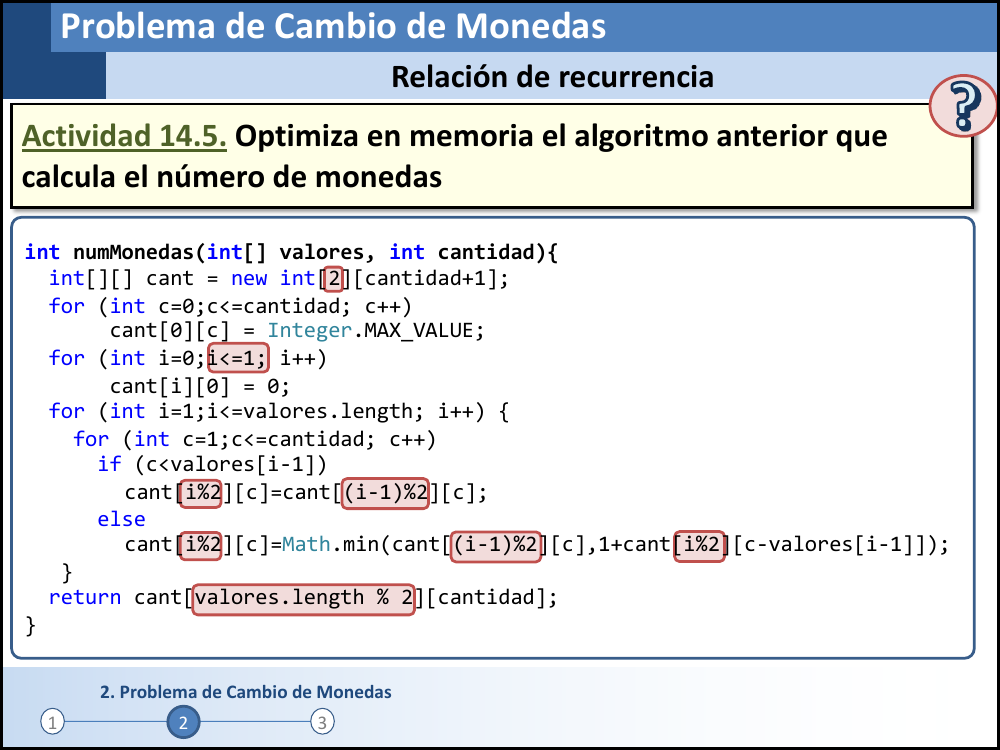 Problema de Cambio de Monedas
Relación de recurrencia
?
Actividad 14.5. Optimiza en memoria el algoritmo anterior que
calcula el número de monedas
int numMonedas(int[] valores, int cantidad){
int[][] cant = new int[2][cantidad+1];
for (int c=0;c<=cantidad; c++)
cant[0][c] = Integer.MAX_VALUE;
for (int i=0;i<=1; i++)
cant[i][0] = 0;
for (int i=1;i<=valores.length; i++) {
for (int c=1;c<=cantidad; c++)
if (c<valores[i-1])
cant[i%2][c]=cant[(i-1)%2][c];
else
cant[i%2][c]=Math.min(cant[(i-1)%2][c],1+cant[i%2][c-valores[i-1]]);
}
return cant[valores.length % 2][cantidad];
}
2. Problema de Cambio de Monedas
1 2 3